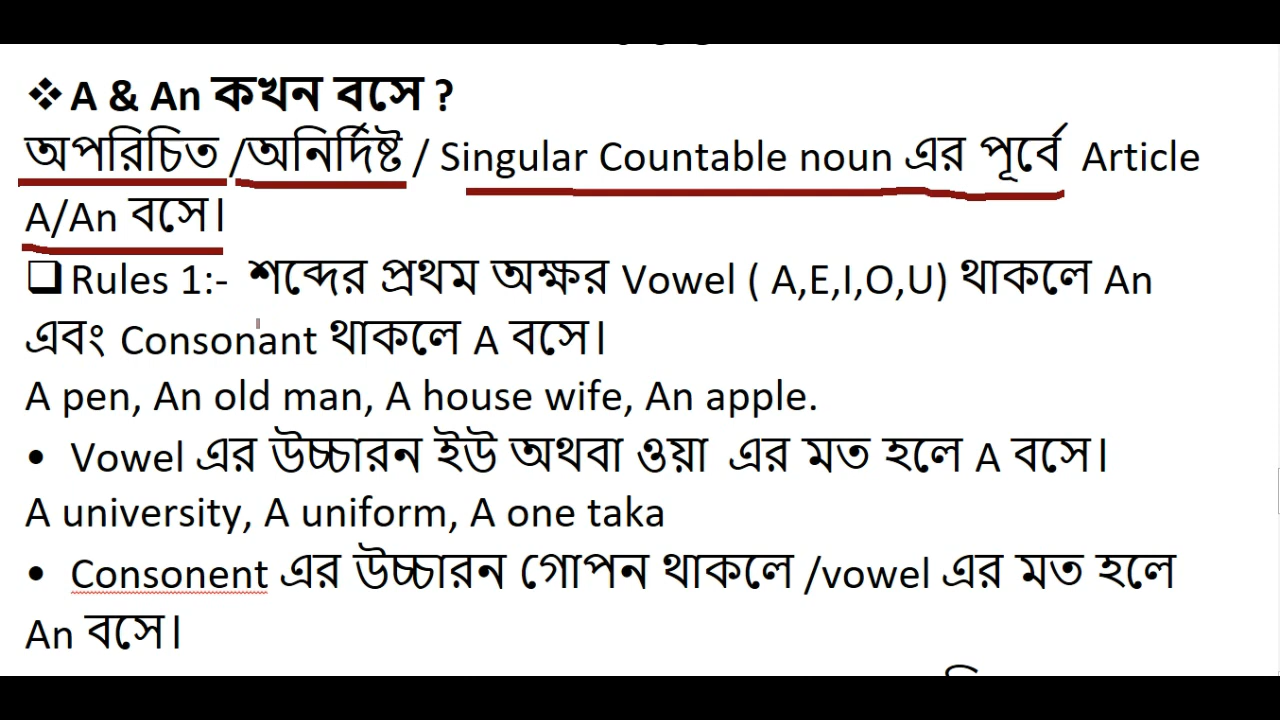 ❖ A & An কখন বসে ?
অপরিচিত /অনির্দিষ্ট / Singular Countable noun এর পূর্বে Article
A/An বসে।
❑ Rules 1:- শব্দের প্রথম অক্ষর Vowel ( A,E,I,O,U) থাকলে An
এবং Consonant থাকলে A বসে।
A pen, An old man, A house wife, An apple.
• Vowel এর উচ্চারন ইউ অথবা ওয়া এর মত হলে A বসে।
A university, A uniform, A one taka
• Consonent এর উচ্চারন গোপন থাকলে /vowel এর মত হলে
An বসে।